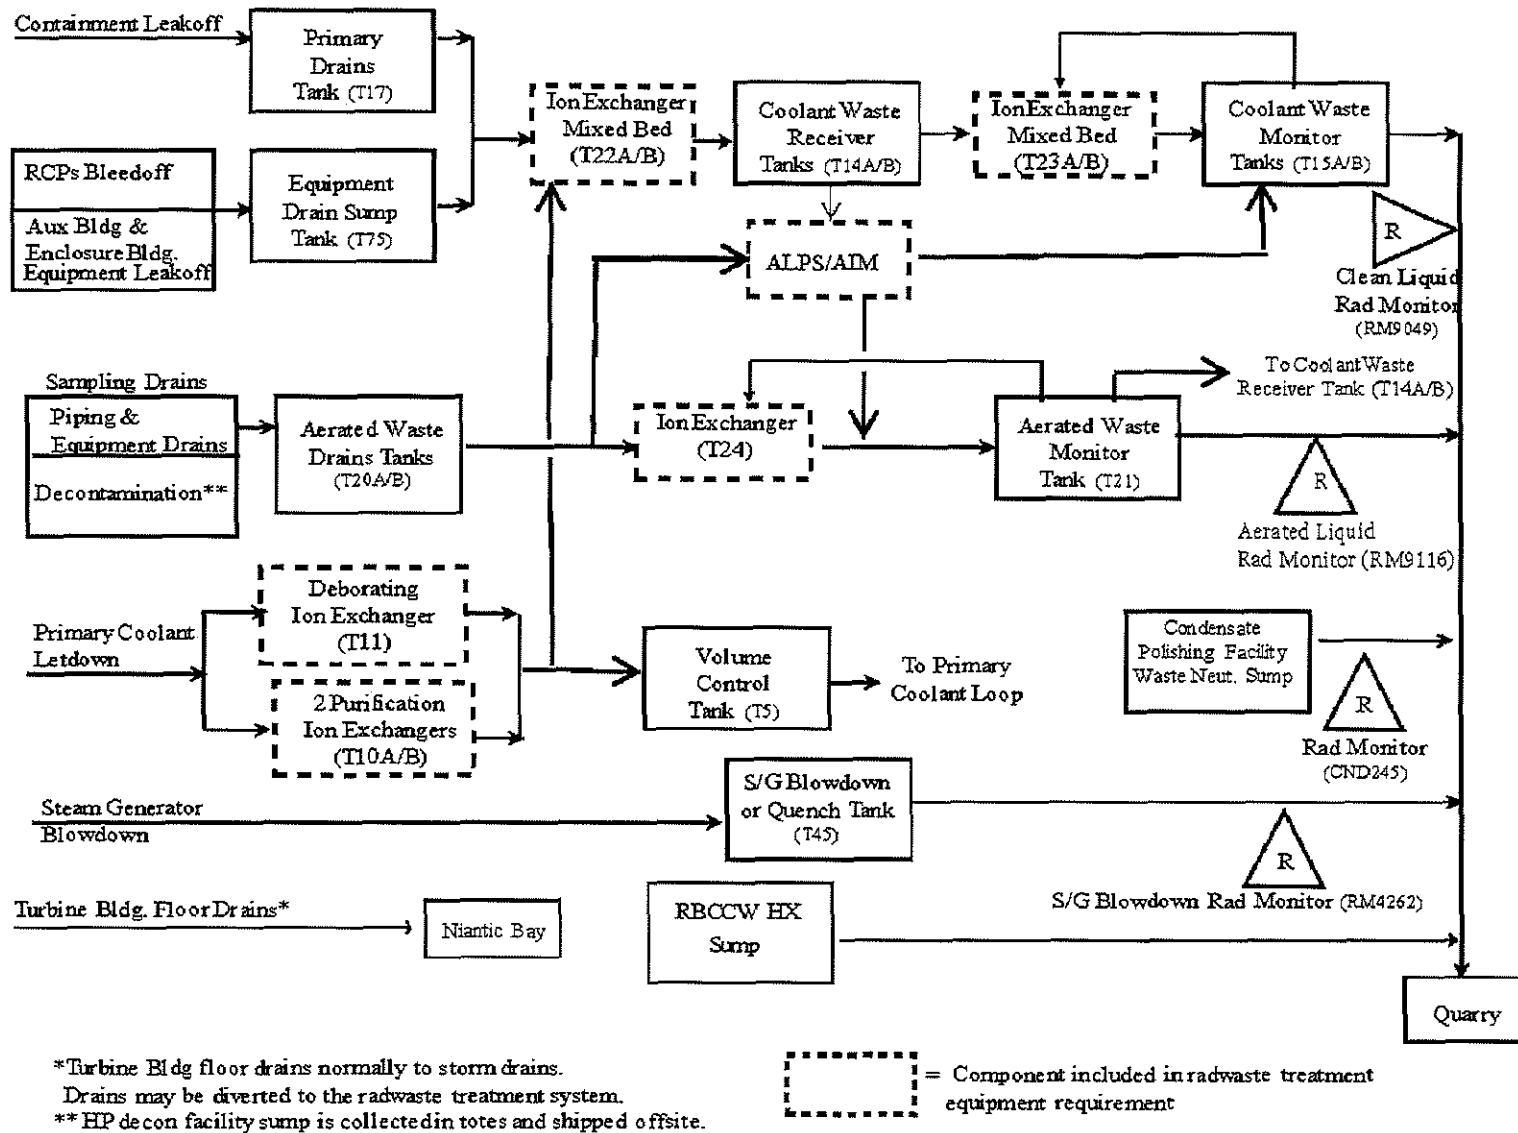 Containment Leakoff
Primary
Drains
Tank (T17)
RCPs Bleedoff
Aux Bldg &
Enclosure Bldg.
Equipment Leakoff
Equipment
Drain Sump
Tank (T75)
Ion Exchanger
Mixed Bed
(T22A/B)
Coolant Waste
Receiver
Tanks (T14A/B)
Ion Exchanger
Mixed Bed
(T23A/B)
Coolant Waste
Monitor
Tanks (T15A/B)
R
Clean Liquid
Rad Monitor
(RM9049)
ALPS/AIM
Sampling Drains
Piping &
Equipment Drains
Decontamination**
Aerated Waste
Drains Tanks
(T20A/B)
Ion Exchanger
(T24)
Aerated Waste
Monitor
Tank (T21)
To Coolant Waste
Receiver Tank (T14A/B)
R
Aerated Liquid
Rad Monitor (RM9116)
Primary Coolant
Letdown
Deborating
Ion Exchanger
(T11)
2 Purification
Ion Exchangers
(T10A/B)
Volume
Control
Tank (T5)
To Primary
Coolant Loop
Condensate
Polishing Facility
Waste Neut. Sump
R
Rad Monitor
(CND245)
Steam Generator
Blowdown
S/G Blowdown
or Quench Tank
(T45)
R
S/G Blowdown Rad Monitor (RM4262)
Turbine Bldg. Floor Drains*
Niantic Bay
RBCCW HX
Sump
Quarry
*Turbine Bldg floor drains normally to storm drains.
Drains may be diverted to the radwaste treatment system.
** HP decon facility sump is collected in totes and shipped offsite.
= Component included in radwaste treatment
equipment requirement